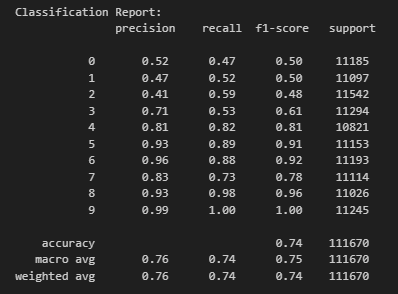 Classification Report:
precision recall f1-score support
0 0.52 0.47 0.50 11185
1 0.47 0.52 0.50 11097
2 0.41 0.59 0.48 11542
3 0.71 0.53 0.61 11294
4 0.81 0.82 0.81 10821
5 0.93 0.89 0.91 11153
6 0.96 0.88 0.92 11193
7 0.83 0.73 0.78 11114
8 0.93 0.98 0.96 11026
9 0.99 1.00 1.00 11245
accuracy 0.74 111670
macro avg 0.76 0.74 0.75 111670
weighted avg 0.76 0.74 0.74 111670